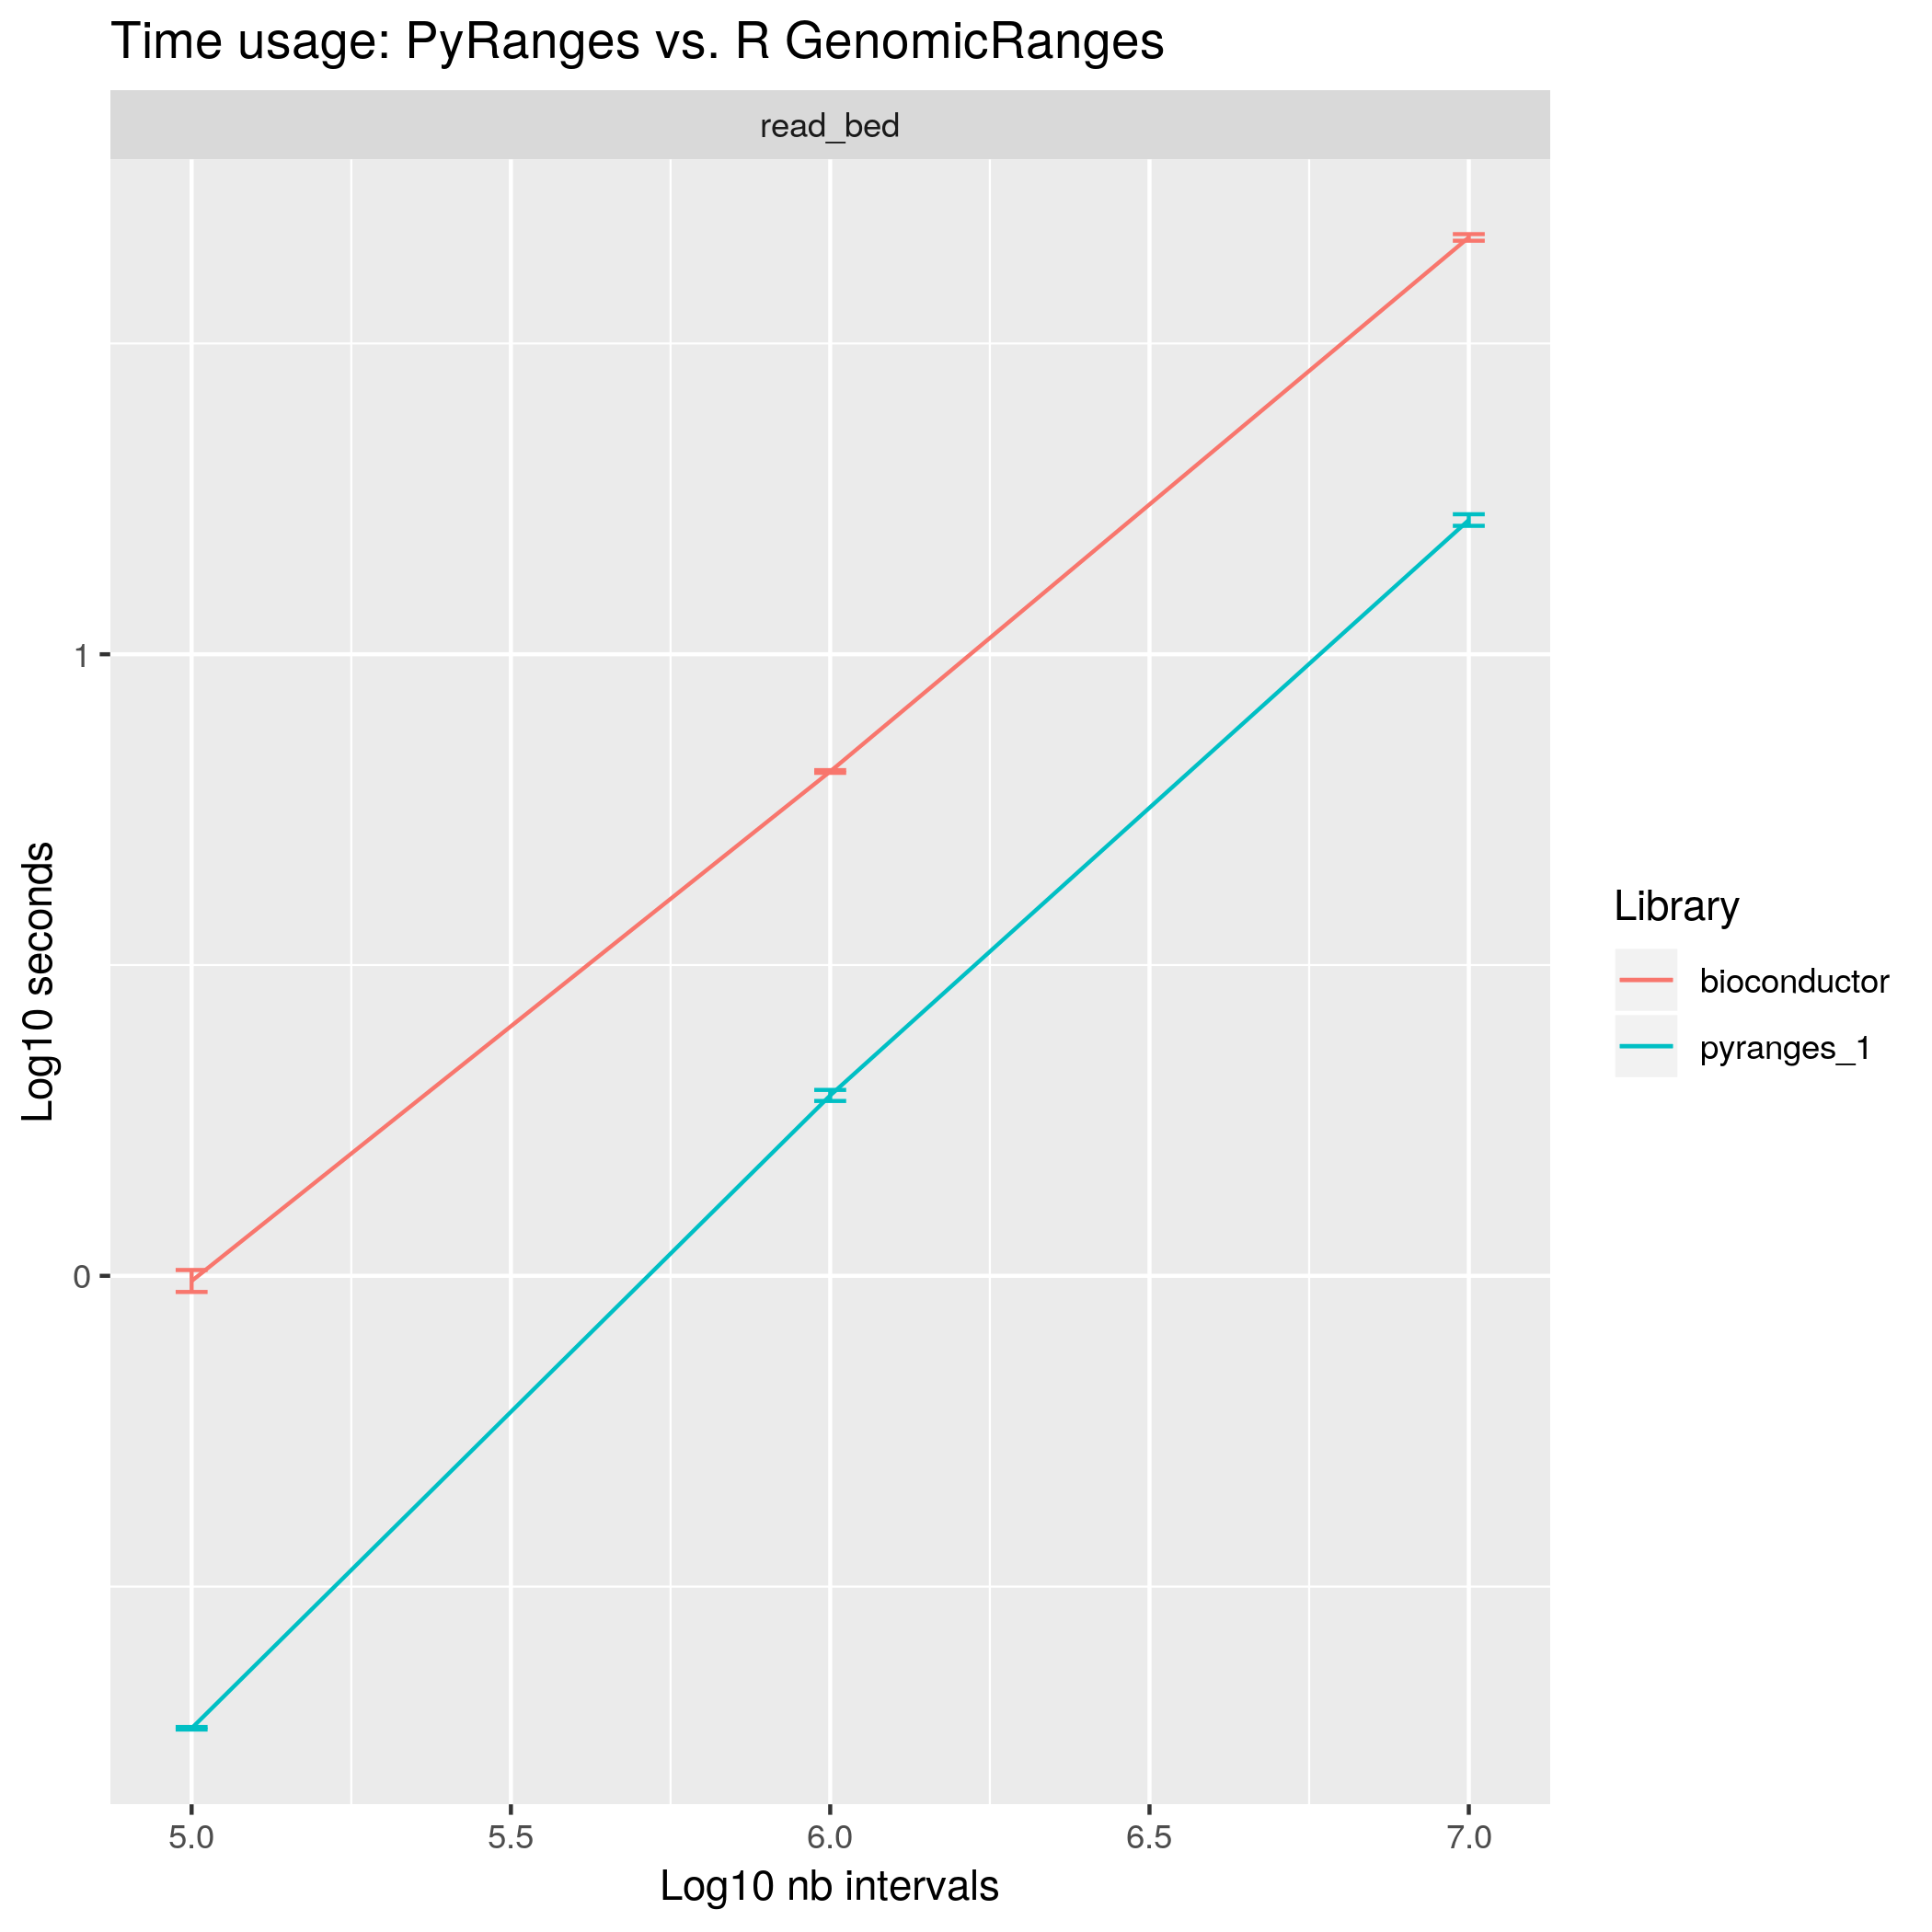 Time usage: PyRanges vs. R GenomicRanges
read_bed
1
0
Log10 seconds
5.0 5.5 6.0 6.5 7.0
Log10 nb intervals
Library
bioconductor
pyranges_1